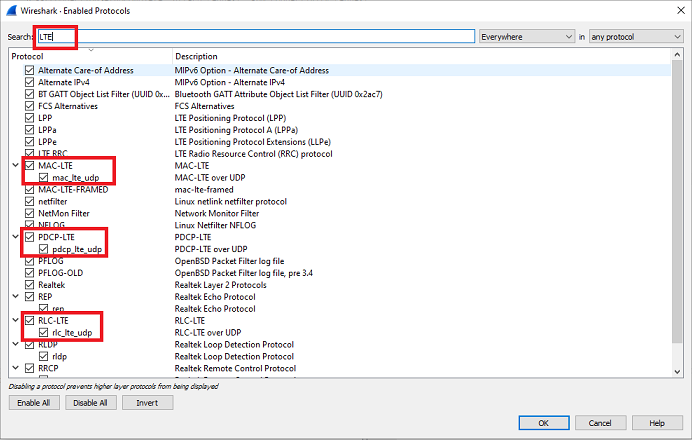 Wireshark · Enabled Protocols
Search: LTE Everywhere in any protocol
Protocol Description
Alternate Care-of Address MIPv6 Option - Alternate Care-of Address
Alternate IPv4 MIPv6 Option - Alternate IPv4
BT GATT Attribute Object List Filter (UUID 0x... Bluetooth GATT Attribute Object List Filter (UUID 0x2ac7)
FCS Alternatives FCS Alternatives
LPP LTE Positioning Protocol (LPP)
LPPa LTE Positioning Protocol A (LPPa)
LPPe LTE Positioning Protocol Extensions (LLPe)
LTE RRC LTE Radio Resource Control (RRC) protocol
MAC-LTE MAC-LTE
mac_lte_udp MAC-LTE over UDP
MAC-LTE-FRAMED mac-lte-framed
netfilter Linux netlink netfilter protocol
NetMon Filter Network Monitor Filter
NFLOG Linux Netfilter NFLOG
PDCP-LTE PDCP-LTE
pdcp_lte_udp PDCP-LTE over UDP
PFLOG OpenBSD Packet Filter log file
PFLOG-OLD OpenBSD Packet Filter log file, pre 3.4
Realtek Realtek Layer 2 Protocols
REP Realtek Echo Protocol
rep Realtek Echo Protocol
RLC-LTE RLC-LTE
rlc_lte_udp RLC-LTE over UDP
RLDP Realtek Loop Detection Protocol
rldp Realtek Loop Detection Protocol
RRCP Realtek Remote Control Protocol
Disabling a protocol prevents higher layer protocols from being displayed
Enable All Disable All Invert
OK Cancel Help